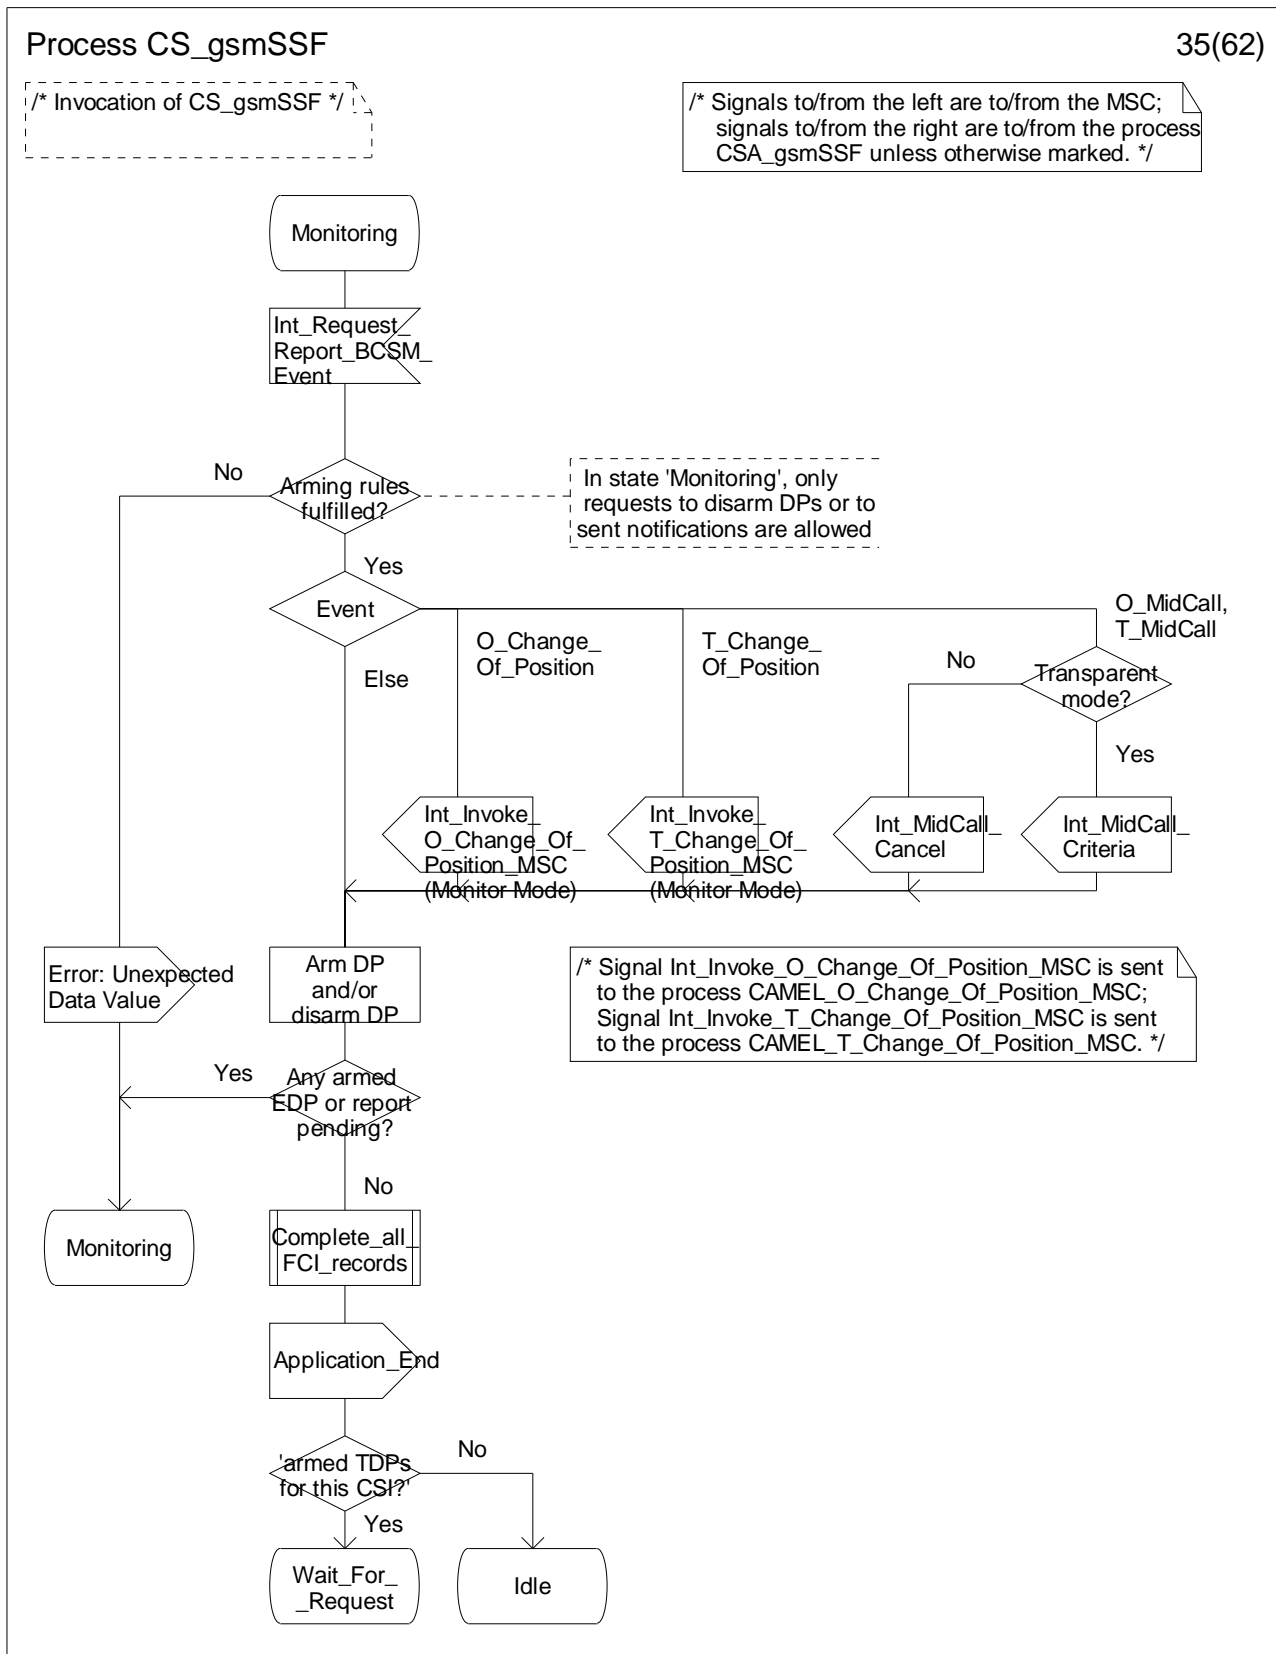 Process CS_gsmSSF
35(62)
/* Invocation of CS_gsmSSF */
/* Signals to/from the left are to/from the MSC;
signals to/from the right are to/from the process
CSA_gsmSSF unless otherwise marked. */
Monitoring
Int_Request_
Report_BCSM_
Event
No
Arming rules
fulfilled?
In state 'Monitoring', only
requests to disarm DPs or to
sent notifications are allowed
Yes
Event
O_MidCall,
T_MidCall
O_Change_
Of_Position
T_Change_
Of_Position
Else
No
Transparent
mode?
Yes
Int_Invoke_
O_Change_Of_
Position_MSC
(Monitor Mode)
Int_Invoke_
T_Change_Of_
Position_MSC
(Monitor Mode)
Int_MidCall_
Cancel
Int_MidCall_
Criteria
Error: Unexpected
Data Value
Arm DP
and/or
disarm DP
/* Signal Int_Invoke_O_Change_Of_Position_MSC is sent
to the process CAMEL_O_Change_Of_Position_MSC;
Signal Int_Invoke_T_Change_Of_Position_MSC is sent
to the process CAMEL_T_Change_Of_Position_MSC. */
Yes
Any armed
EDP or report
pending?
No
Monitoring
Complete_all_
FCI_records
Application_End
'armed TDPs
for this CSI?'
No
Yes
Wait_For_
_Request
Idle